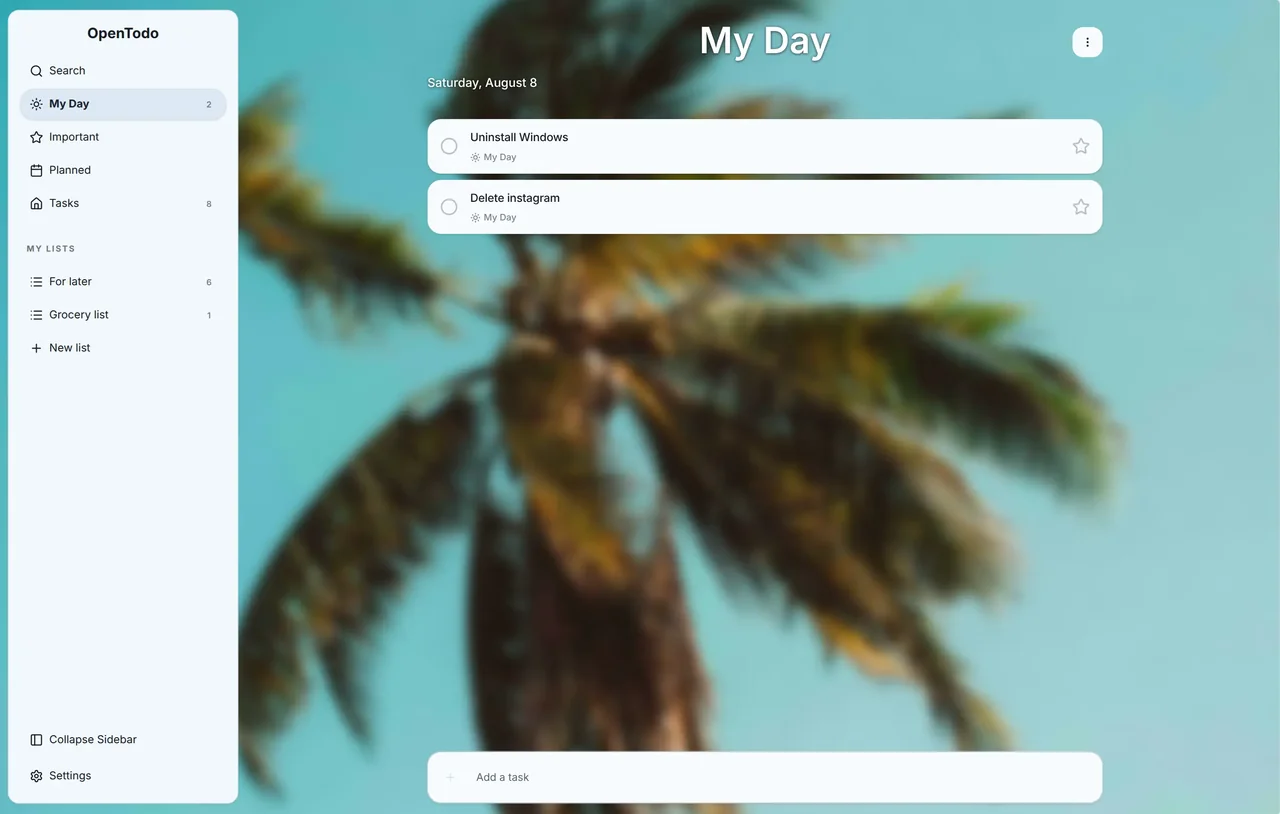 OpenTodo
Search
My Day 2
Important
Planned
Tasks 8
MY LISTS
For later 6
Grocery list 1
New list
Collapse Sidebar
Settings
My Day
Saturday, August 8
Uninstall Windows
My Day
Delete instagram
My Day
Add a task